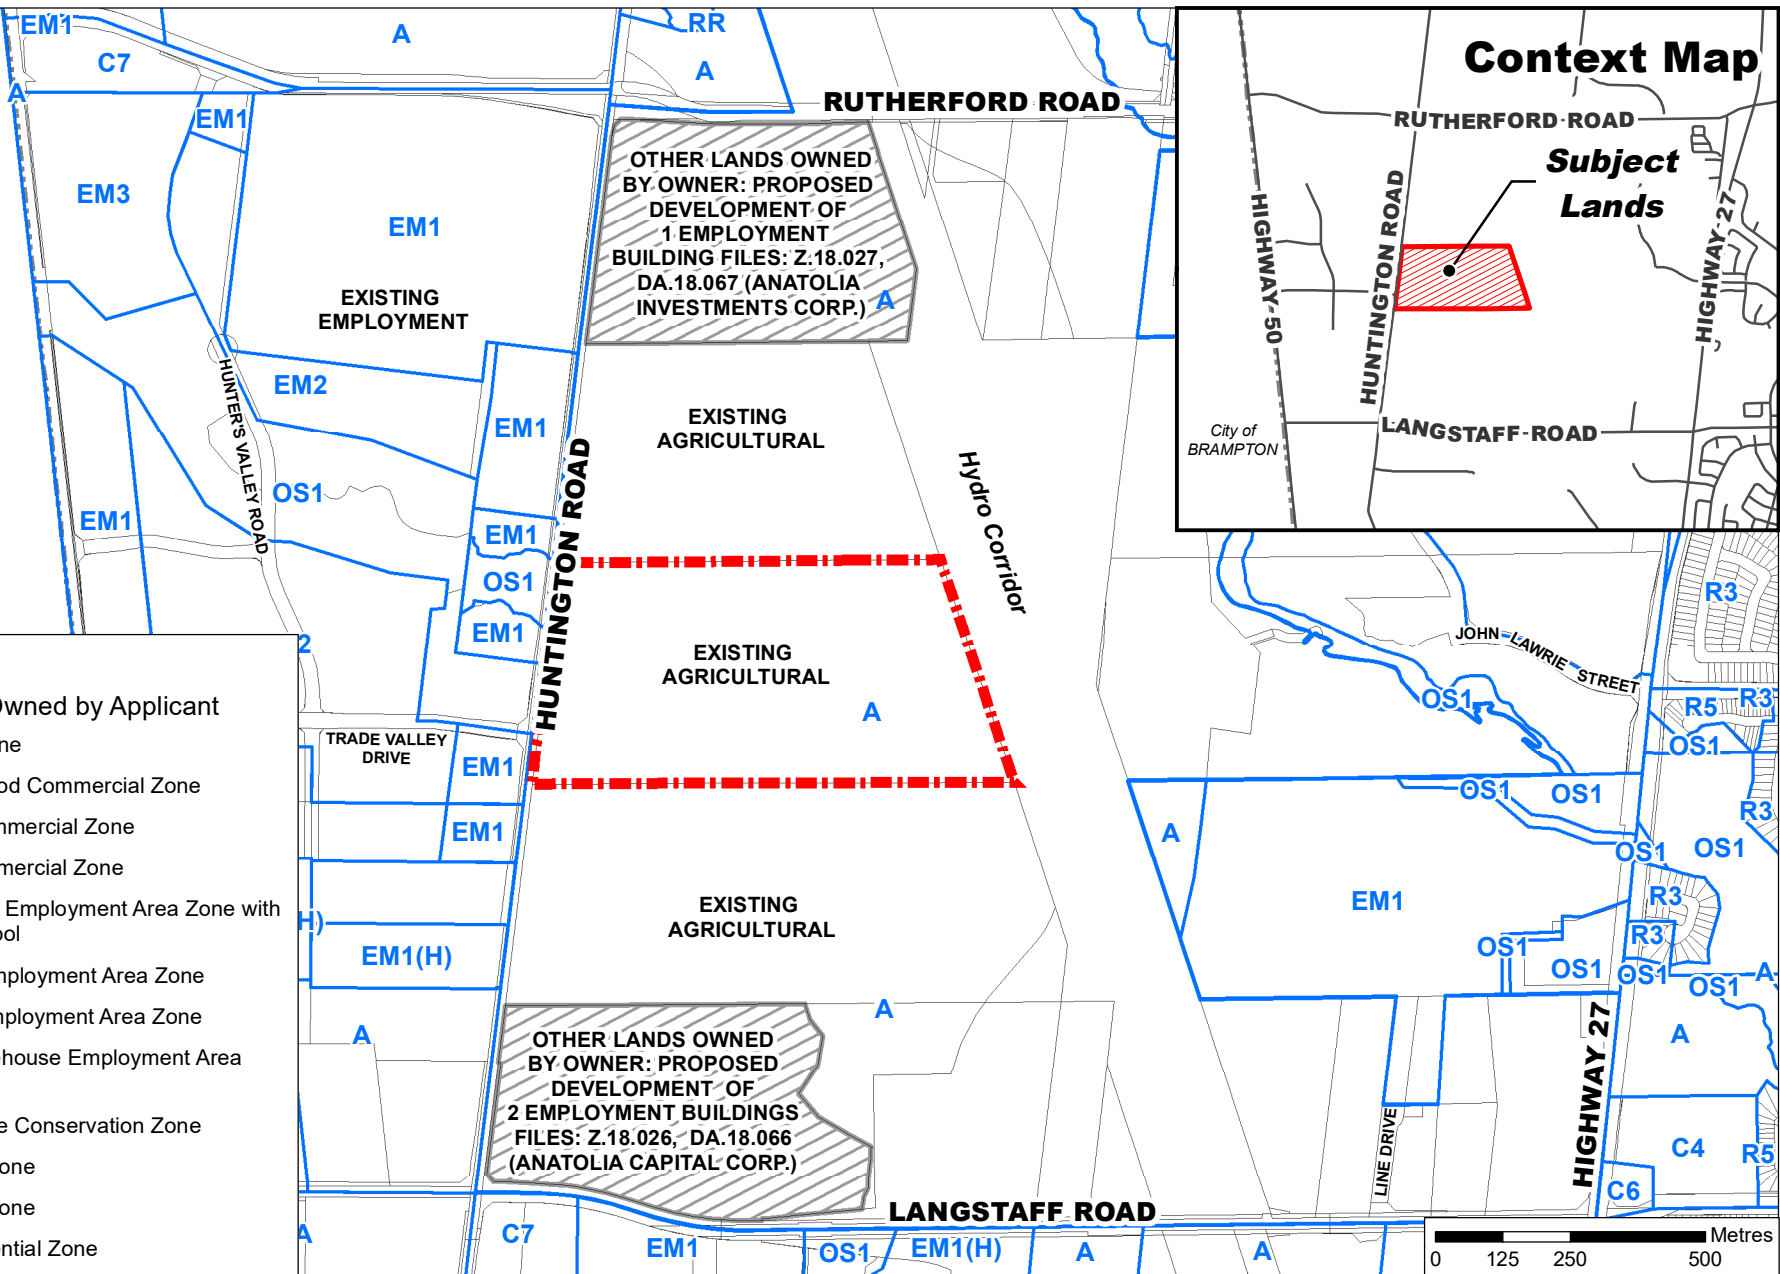 EM1
A
RR
C7
A
A
RUTHERFORD ROAD
EM1
EM3
EM1
OTHER LANDS OWNED
BY OWNER: PROPOSED
DEVELOPMENT OF
1 EMPLOYMENT
BUILDING FILES: Z.18.027,
DA.18.067 (ANATOLIA
INVESTMENTS CORP.)
A
EXISTING
EMPLOYMENT
EM2
HUNTER'S VALLEY ROAD
EM1
EXISTING
AGRICULTURAL
Hydro Corridor
OS1
EM1
EM1
OS1
EM1
HUNTINGTON ROAD
EXISTING
AGRICULTURAL
A
2
TRADE VALLEY
DRIVE
EM1
EM1
EXISTING
AGRICULTURAL
H)
EM1(H)
A
A
OTHER LANDS OWNED
BY OWNER: PROPOSED
DEVELOPMENT OF
2 EMPLOYMENT BUILDINGS
FILES: Z.18.026, DA.18.066
(ANATOLIA CAPITAL CORP.)
LANGSTAFF ROAD
A
C7
EM1
OS1
EM1(H)
A
A
Context Map
RUTHERFORD ROAD
Subject
Lands
HIGHWAY 50
HUNTINGTON ROAD
HIGHWAY 27
LANGSTAFF ROAD
City of
BRAMPTON
R3
JOHN LAWRIE STREET
OS1
R5
R3
OS1
OS1
OS1
R3
A
OS1
OS1
EM1
R3
R3
OS1
OS1
OS1
A
OS1
A
HIGHWAY 27
LINE DRIVE
C4
R5
C6
Owned by Applicant
ne
od Commercial Zone
mmercial Zone
mercial Zone
Employment Area Zone with
ool
mployment Area Zone
mployment Area Zone
ehouse Employment Area
e Conservation Zone
one
one
ential Zone
Metres
0 125 250 500